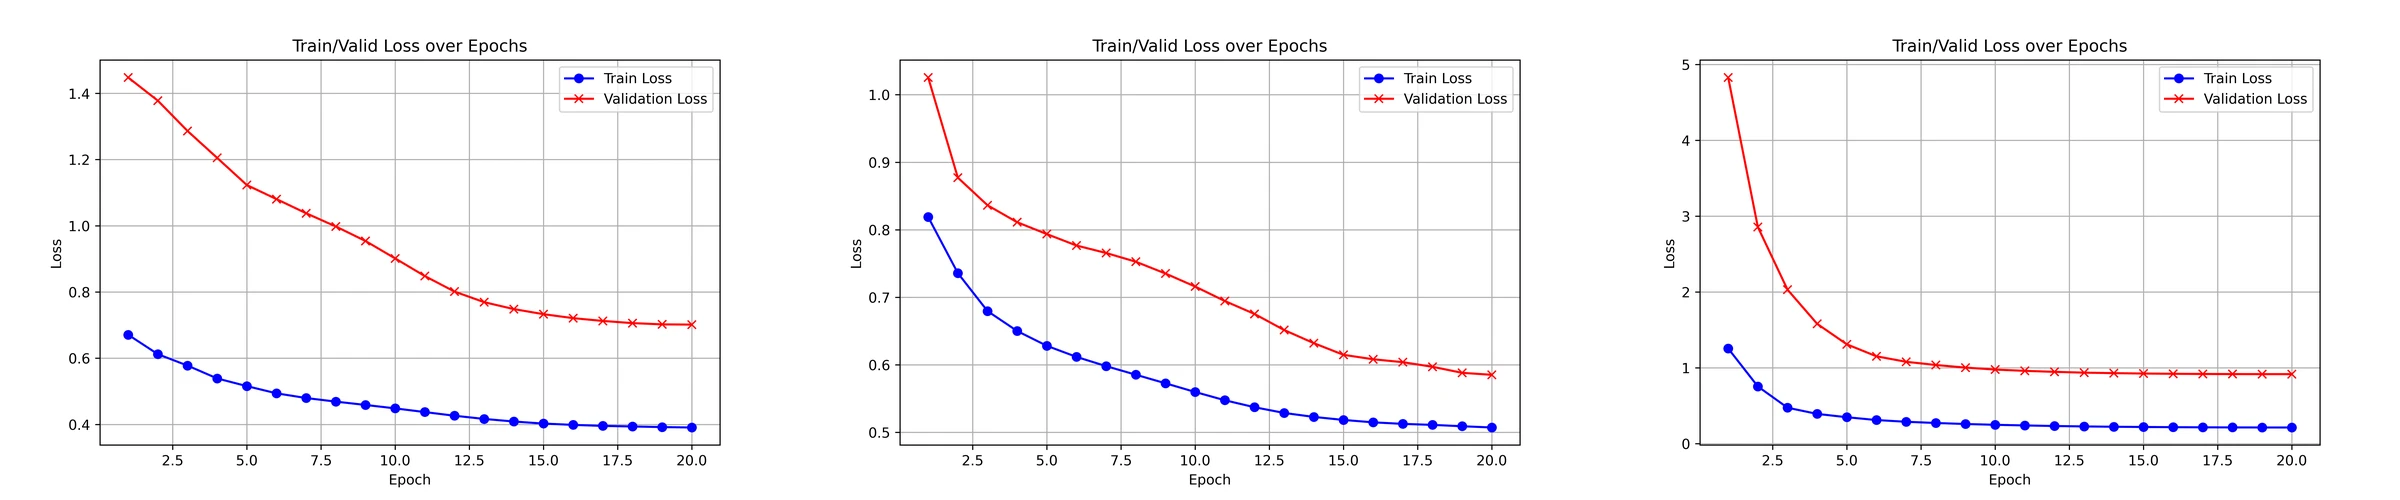 Train/Valid Loss over Epochs
Train Loss
Validation Loss
1.4
1.2
1.0
0.8
0.6
0.4
Loss
2.5 5.0 7.5 10.0 12.5 15.0 17.5 20.0
Epoch
Train/Valid Loss over Epochs
Train Loss
Validation Loss
1.0
0.9
0.8
0.7
0.6
0.5
Loss
2.5 5.0 7.5 10.0 12.5 15.0 17.5 20.0
Epoch
Train/Valid Loss over Epochs
Train Loss
Validation Loss
5
4
3
2
1
0
Loss
2.5 5.0 7.5 10.0 12.5 15.0 17.5 20.0
Epoch